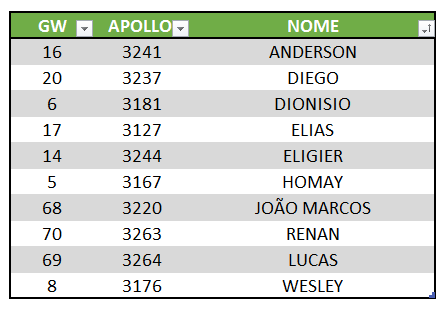 GW APOLLO NOME
16 3241 ANDERSON
20 3237 DIEGO
6 3181 DIONISIO
17 3127 ELIAS
14 3244 ELIGIER
5 3167 HOMAY
68 3220 JOÃO MARCOS
70 3263 RENAN
69 3264 LUCAS
8 3176 WESLEY